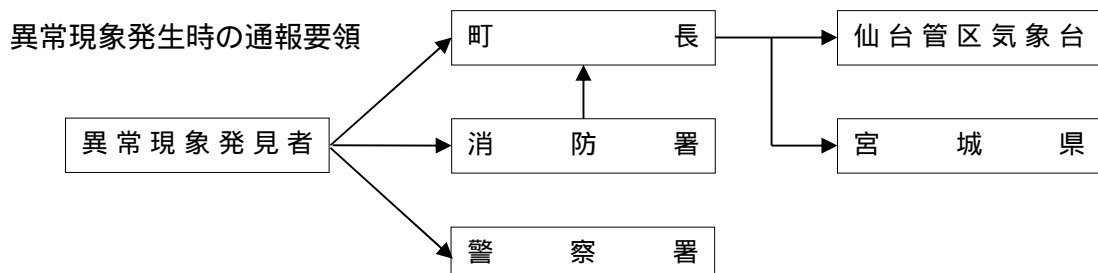 異常現象発生時の通報要領
町長
仙台管区気象台
異常現象発見者
消防署
宮城県
警察署